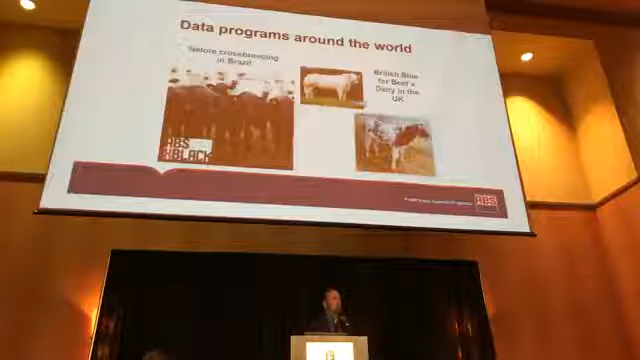 Data programs around the world
Nelore crossbreeding
in Brazil
British Blue
for Beef x
Dairy in the
UK
ABS
BLACK
ABS